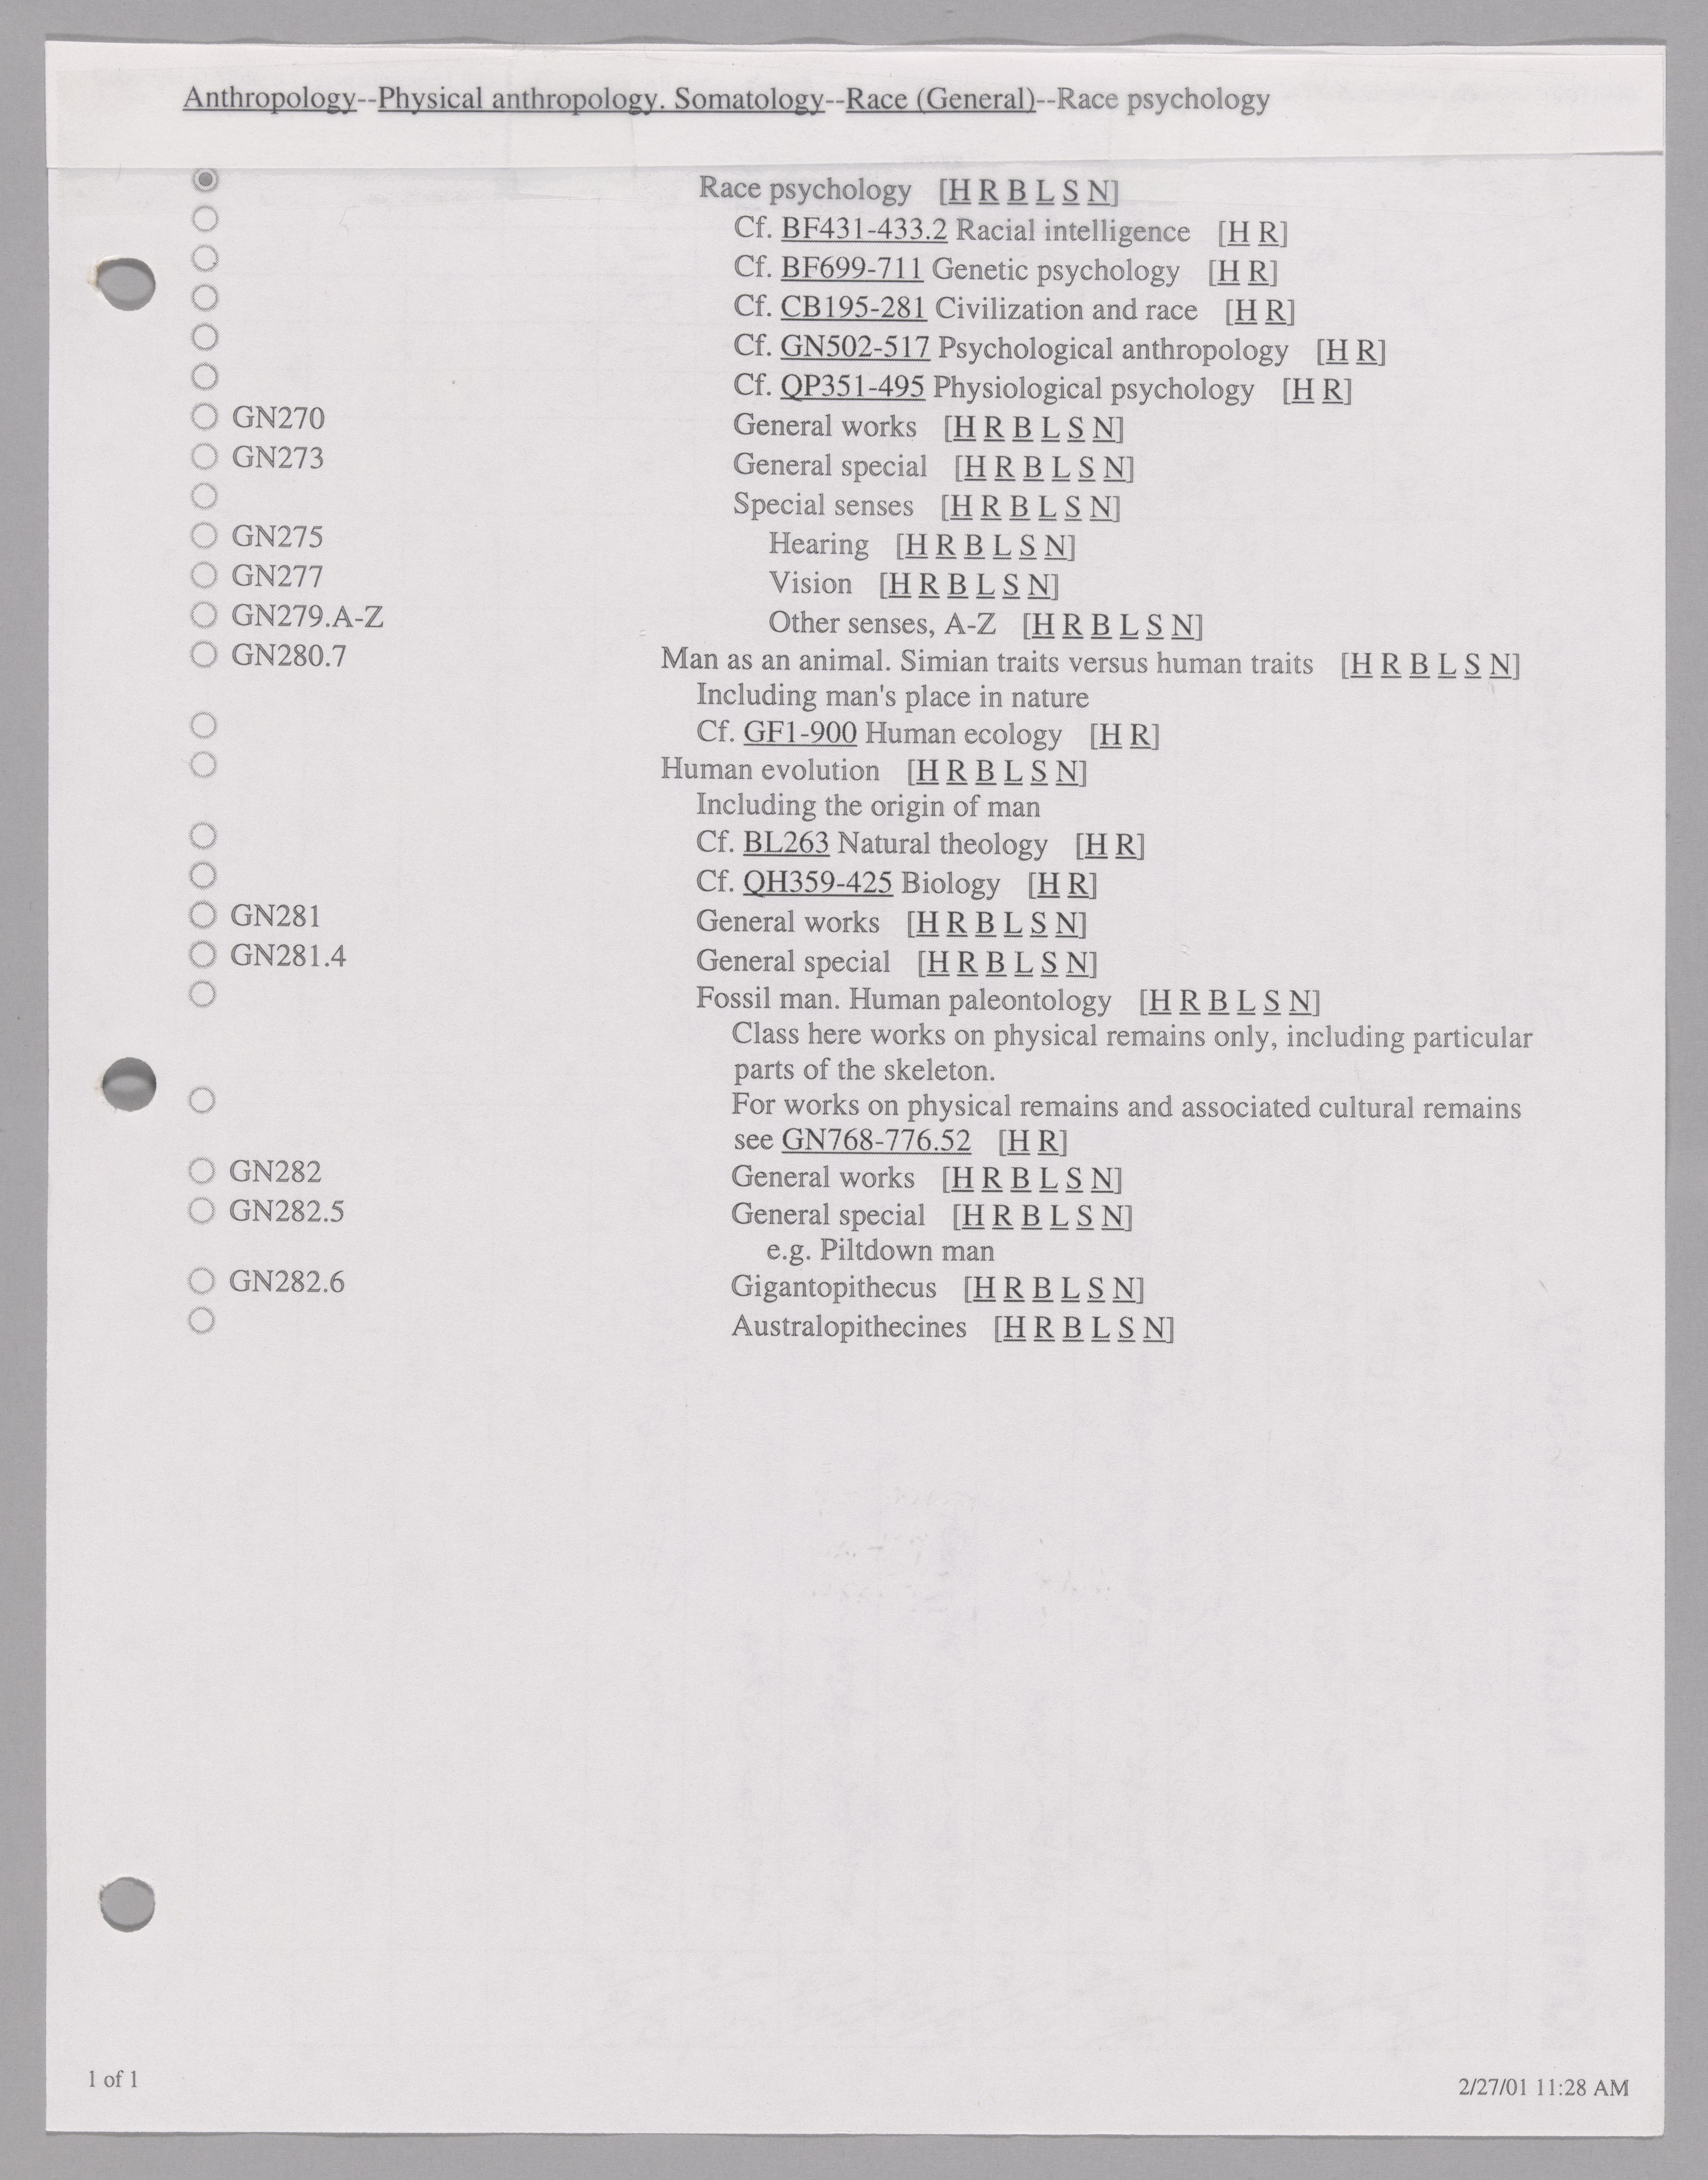 Anthropology--Physical anthropology. Somatology--Race (General)--Race psychology
Race psychology [H R B L S N]
Cf. BF431-433.2 Racial intelligence [H R]
Cf. BF699-711 Genetic psychology [H R]
Cf. CB195-281 Civilization and race [H R]
Cf. GN502-517 Psychological anthropology [H R]
Cf. QP351-495 Physiological psychology [H R]
GN270 General works [H R B L S N]
GN273 General special [H R B L S N]
Special senses [H R B L S N]
GN275 Hearing [H R B L S N]
GN277 Vision [H R B L S N]
GN279.A-Z Other senses, A-Z [H R B L S N]
GN280.7 Man as an animal. Simian traits versus human traits [H R B L S N]
Including man's place in nature
Cf. GF1-900 Human ecology [H R]
Human evolution [H R B L S N]
Including the origin of man
Cf. BL263 Natural theology [H R]
Cf. QH359-425 Biology [H R]
GN281 General works [H R B L S N]
GN281.4 General special [H R B L S N]
Fossil man. Human paleontology [H R B L S N]
Class here works on physical remains only, including particular
parts of the skeleton.
For works on physical remains and associated cultural remains
see GN768-776.52 [H R]
GN282 General works [H R B L S N]
GN282.5 General special [H R B L S N]
e.g. Piltdown man
GN282.6 Gigantopithecus [H R B L S N]
Australopithecines [H R B L S N]
1 of 1
2/27/01 11:28 AM